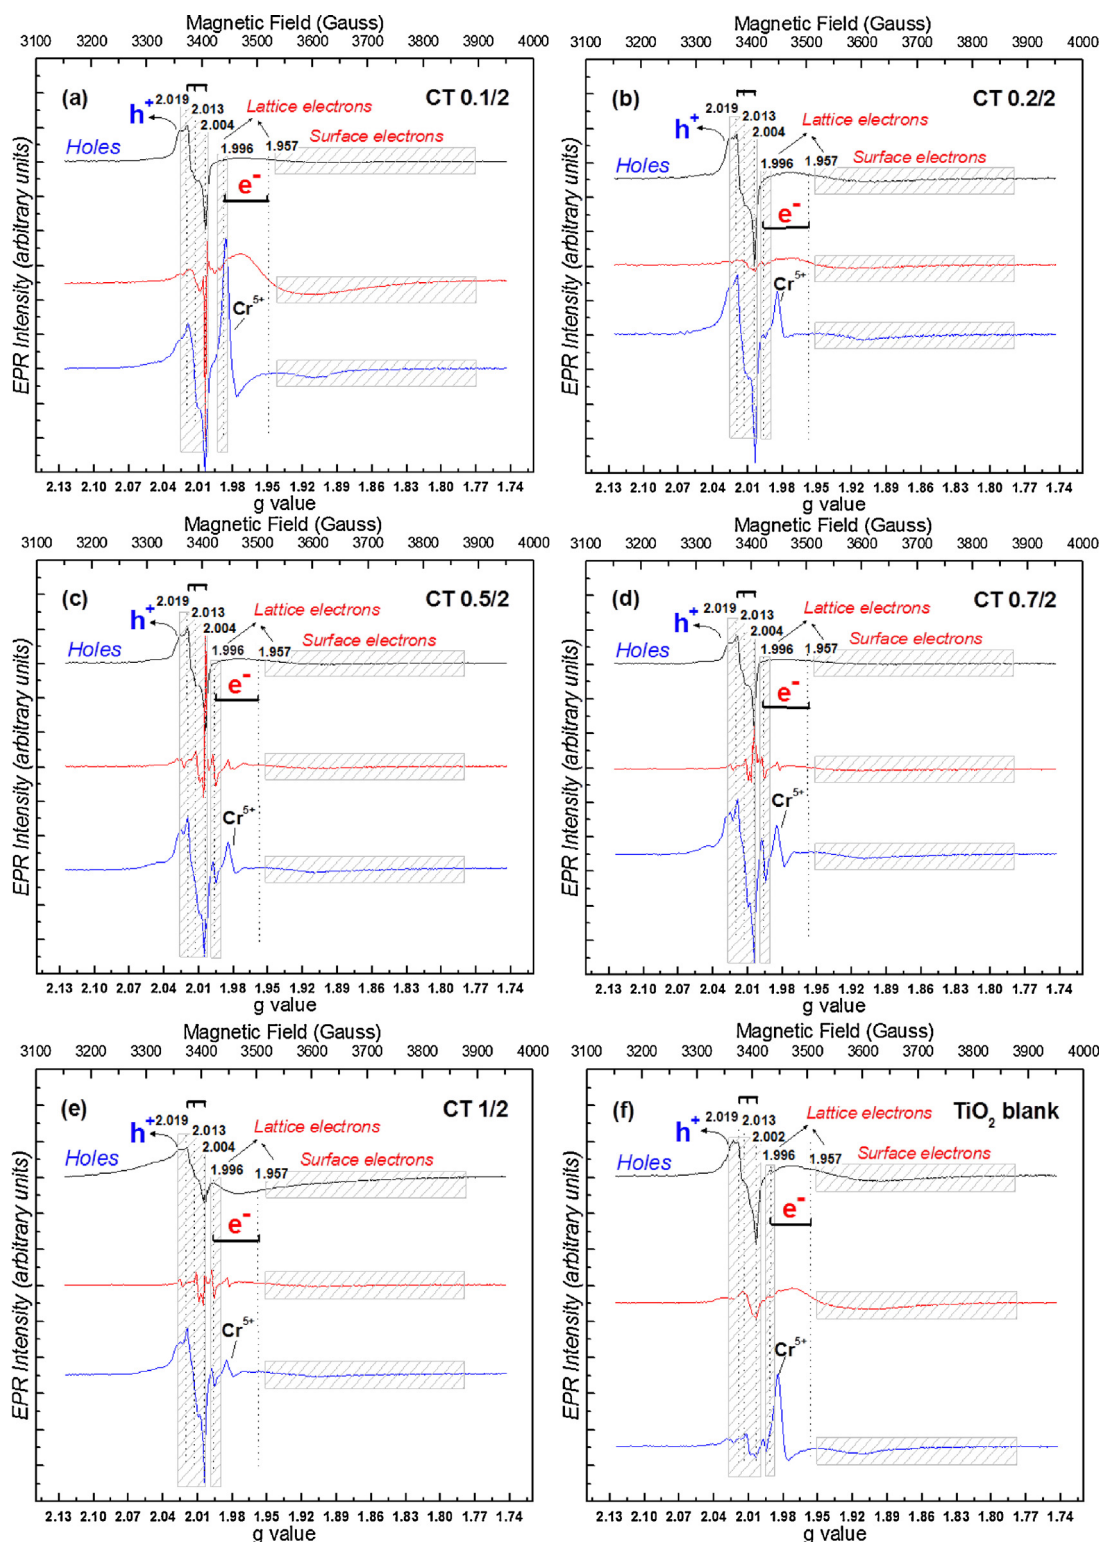 Magnetic Field (Gauss)
3100 3200 3300 3400 3500 3600 3700 3800 3900 4000
(a)
CT 0.1/2
h+
2.019
2.013
2.004
Lattice electrons
1.996
1.957
Surface electrons
Holes
e-
Cr5+
EPR Intensity (arbitrary units)
2.13 2.10 2.07 2.04 2.01 1.98 1.95 1.92 1.89 1.86 1.83 1.80 1.77 1.74
g value
Magnetic Field (Gauss)
3100 3200 3300 3400 3500 3600 3700 3800 3900 4000
(b)
CT 0.2/2
h+
2.019
2.013
2.004
Lattice electrons
1.996
1.957
Surface electrons
Holes
e-
Cr5+
EPR Intensity (arbitrary units)
2.13 2.10 2.07 2.04 2.01 1.98 1.95 1.92 1.89 1.86 1.83 1.80 1.77 1.74
g value
Magnetic Field (Gauss)
3100 3200 3300 3400 3500 3600 3700 3800 3900 4000
(c)
CT 0.5/2
h+
2.019
2.013
2.004
Lattice electrons
1.996
1.957
Surface electrons
Holes
e-
Cr5+
EPR Intensity (arbitrary units)
2.13 2.10 2.07 2.04 2.01 1.98 1.95 1.92 1.89 1.86 1.83 1.80 1.77 1.74
g value
Magnetic Field (Gauss)
3100 3200 3300 3400 3500 3600 3700 3800 3900 4000
(d)
CT 0.7/2
h+
2.019
2.013
2.004
Lattice electrons
1.996
1.957
Surface electrons
Holes
e-
Cr5+
EPR Intensity (arbitrary units)
2.13 2.10 2.07 2.04 2.01 1.98 1.95 1.92 1.89 1.86 1.83 1.80 1.77 1.74
g value
Magnetic Field (Gauss)
3100 3200 3300 3400 3500 3600 3700 3800 3900 4000
(e)
CT 1/2
h+
2.019
2.013
2.004
Lattice electrons
1.996
1.957
Surface electrons
Holes
e-
Cr5+
EPR Intensity (arbitrary units)
2.13 2.10 2.07 2.04 2.01 1.98 1.95 1.92 1.89 1.86 1.83 1.80 1.77 1.74
g value
Magnetic Field (Gauss)
3100 3200 3300 3400 3500 3600 3700 3800 3900 4000
(f)
TiO2 blank
h+
2.019
2.013
2.002
Lattice electrons
1.996
1.957
Surface electrons
Holes
e-
Cr5+
EPR Intensity (arbitrary units)
2.13 2.10 2.07 2.04 2.01 1.98 1.95 1.92 1.89 1.86 1.83 1.80 1.77 1.74
g value